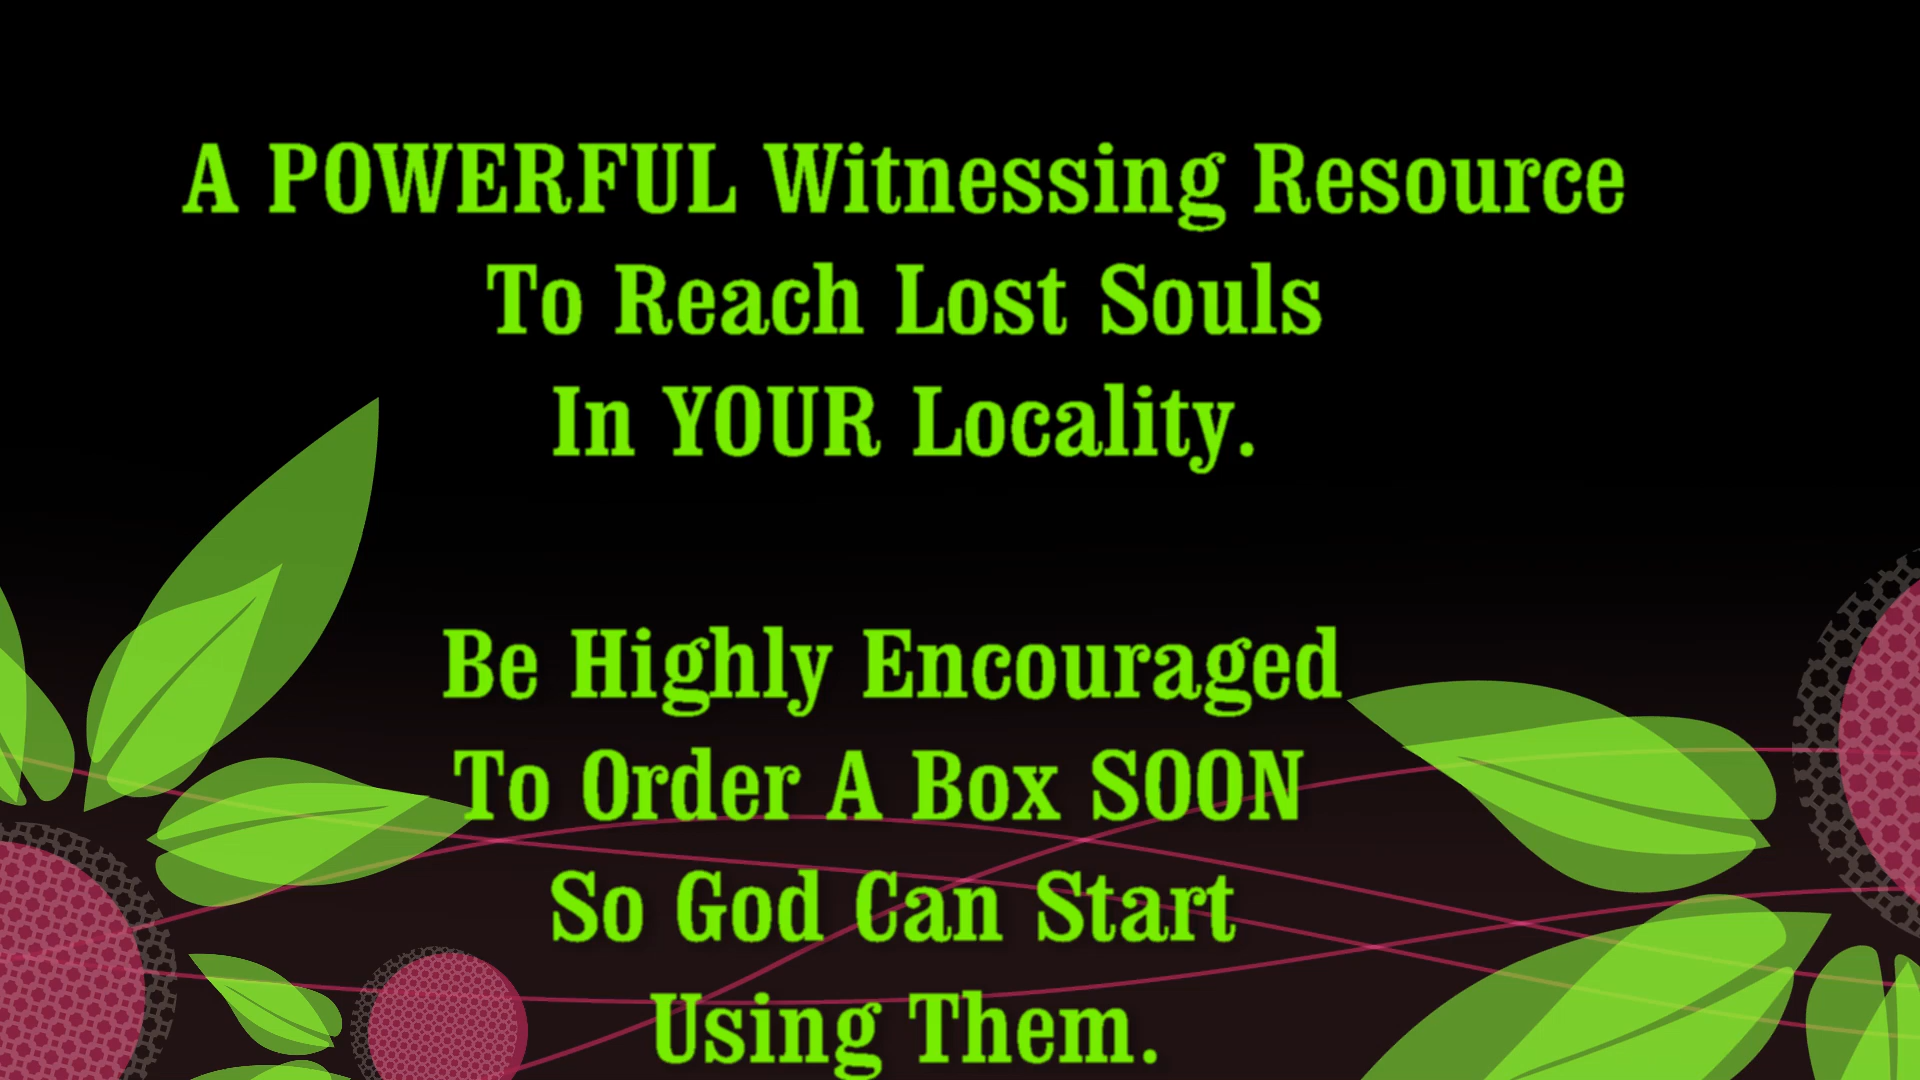 A POWERFUL Witnessing Resource
To Reach Lost Souls
In YOUR Locality.
Be Highly Encouraged
To Order A Box SOON
So God Can Start
Using Them.